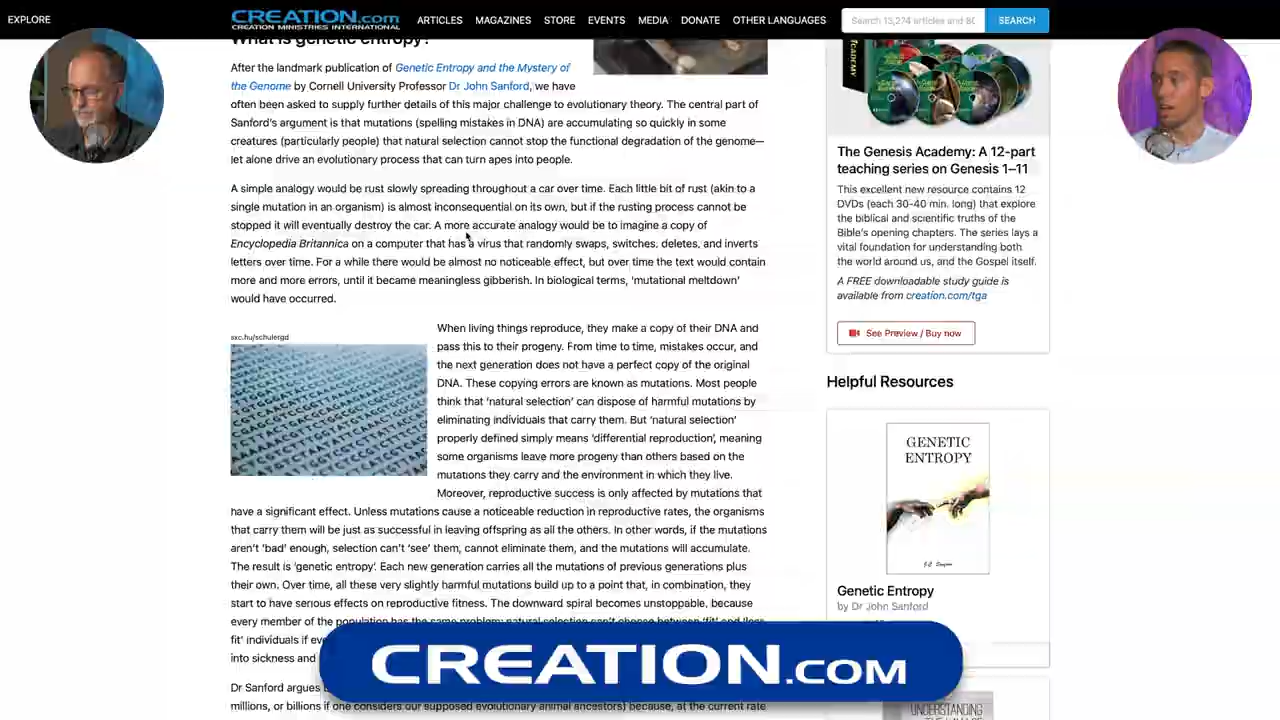 EXPLORE
CREATION.com
CREATION MINISTRIES INTERNATIONAL
ARTICLES MAGAZINES STORE EVENTS MEDIA DONATE OTHER LANGUAGES
Search 13,274 articles and 80
SEARCH
What is genetic entropy?
After the landmark publication of Genetic Entropy and the Mystery of
the Genome by Cornell University Professor Dr John Sanford, we have
often been asked to supply further details of this major challenge to evolutionary theory. The central part of
Sanford's argument is that mutations (spelling mistakes in DNA) are accumulating so quickly in some
creatures (particularly people) that natural selection cannot stop the functional degradation of the genome—
let alone drive an evolutionary process that can turn apes into people.
A simple analogy would be rust slowly spreading throughout a car over time. Each little bit of rust (akin to a
single mutation in an organism) is almost inconsequential on its own, but if the rusting process cannot be
stopped it will eventually destroy the car. A more accurate analogy would be to imagine a copy of
Encyclopedia Britannica on a computer that has a virus that randomly swaps, switches, deletes, and inverts
letters over time. For a while there would be almost no noticeable effect, but over time the text would contain
more and more errors, until it became meaningless gibberish. In biological terms, 'mutational meltdown'
would have occurred.
sxc.hu/schulergd
When living things reproduce, they make a copy of their DNA and
pass this to their progeny. From time to time, mistakes occur, and
the next generation does not have a perfect copy of the original
DNA. These copying errors are known as mutations. Most people
think that 'natural selection' can dispose of harmful mutations by
eliminating individuals that carry them. But 'natural selection'
properly defined simply means 'differential reproduction', meaning
some organisms leave more progeny than others based on the
mutations they carry and the environment in which they live.
Moreover, reproductive success is only affected by mutations that
have a significant effect. Unless mutations cause a noticeable reduction in reproductive rates, the organisms
that carry them will be just as successful in leaving offspring as all the others. In other words, if the mutations
aren't 'bad' enough, selection can't 'see' them, cannot eliminate them, and the mutations will accumulate.
The result is 'genetic entropy'. Each new generation carries all the mutations of previous generations plus
their own. Over time, all these very slightly harmful mutations build up to a point that, in combination, they
start to have serious effects on reproductive fitness. The downward spiral becomes unstoppable, because
every member of the population has the same problem: natural selection can't choose between 'fit' and 'less
fit' individuals if eve
into sickness and
Dr Sanford argues
millions, or billions if one considers our supposed evolutionary animal ancestors) because, at the current rate
ACADEMY
The Genesis Academy: A 12-part
teaching series on Genesis 1–11
This excellent new resource contains 12
DVDs (each 30-40 min. long) that explore
the biblical and scientific truths of the
Bible's opening chapters. The series lays a
vital foundation for understanding both
the world around us, and the Gospel itself.
A FREE downloadable study guide is
available from creation.com/tga
See Preview / Buy now
Helpful Resources
GENETIC
ENTROPY
J.C. Sanford
Genetic Entropy
by Dr John Sanford
UNDERSTANDING
CREATION.COM